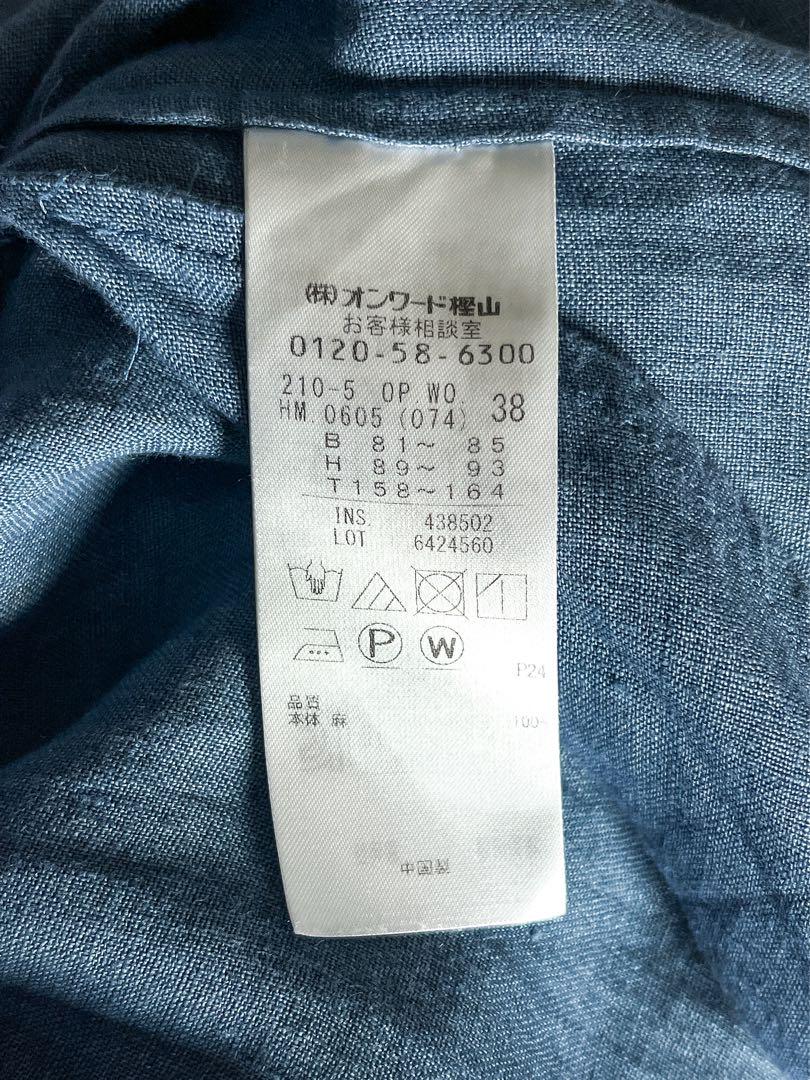 (株)オンワード樫山
お客様相談室
0120-58-6300
210-5 OP.WO. 38
HM.0605(074)
B 81〜 85
H 89〜 93
T158〜164
INS. 438502
LOT 6424560
P W
P24
品質
本体 麻 100
中国